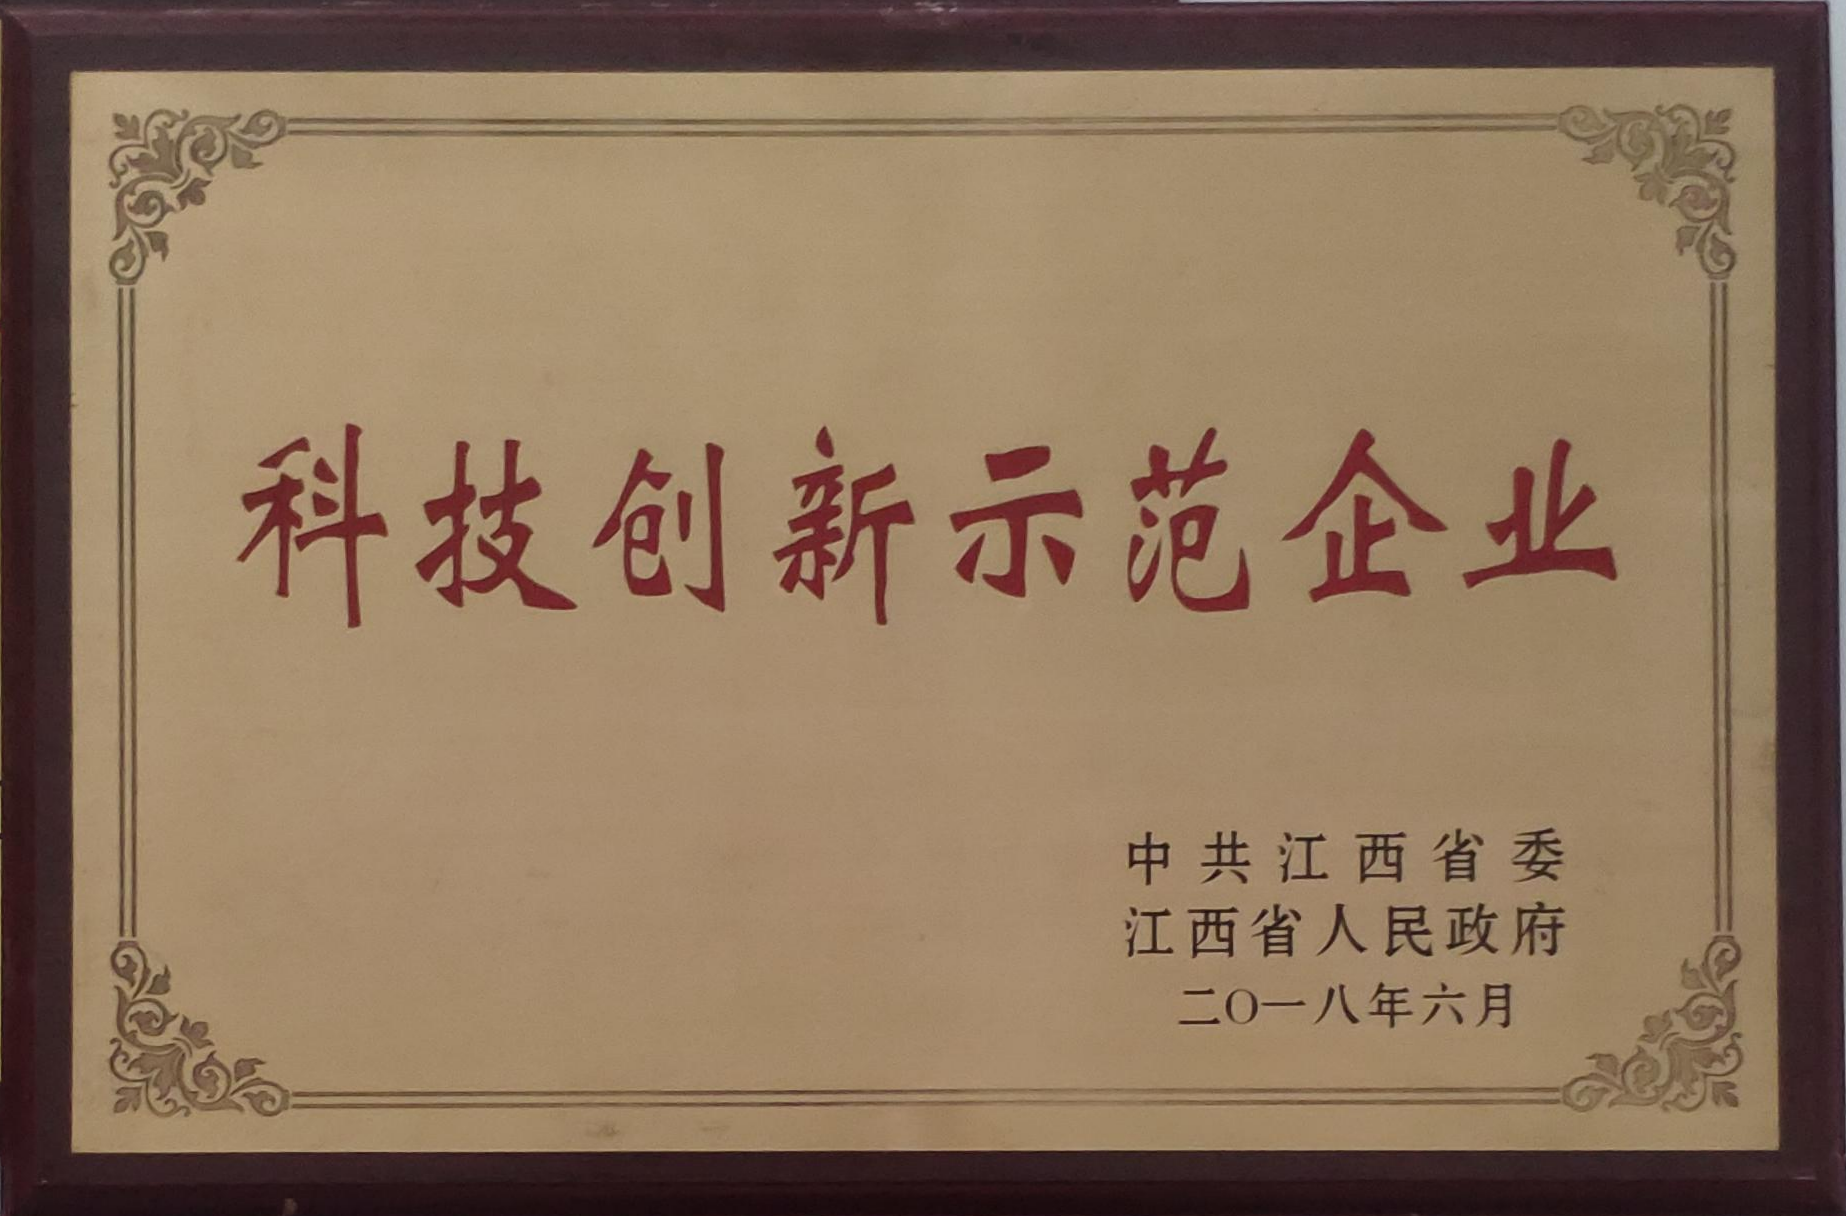 科技创新示范企业
中共江西省委
江西省人民政府
二〇一八年六月